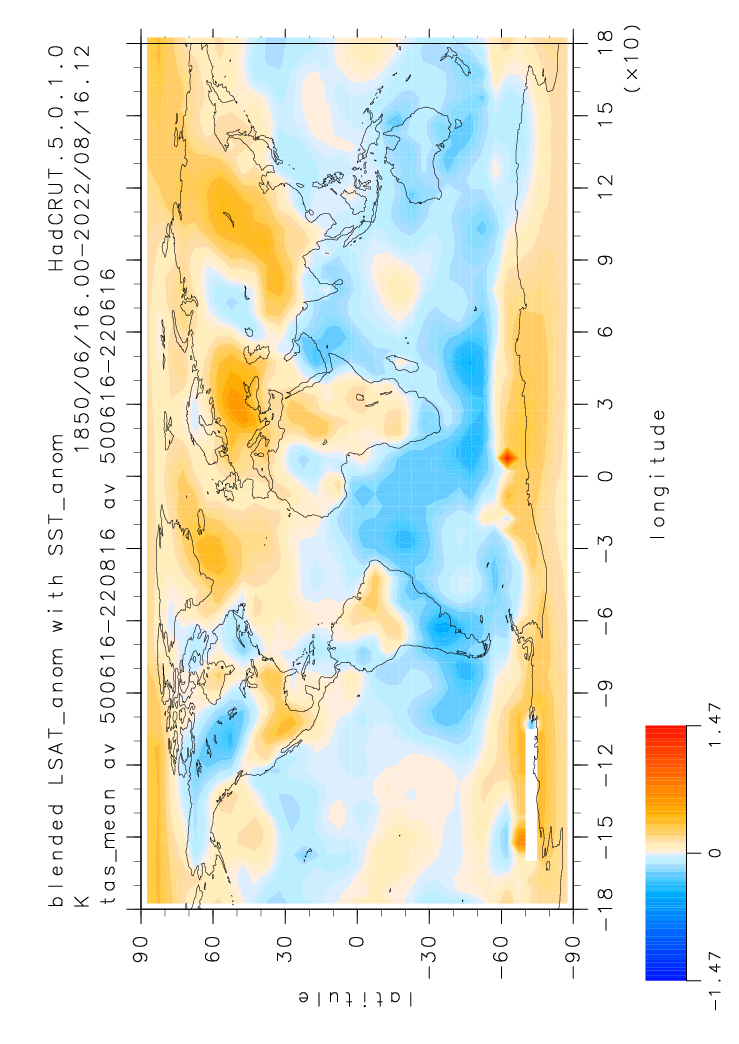 blended LSAT_anom with SST_anom HadCRUT.5.0.1.0
K 1850/06/16.00−2022/08/16.12
tas_mean av 500616−220816 av 500616−220616
latitude
90
60
30
0
−30
−60
−90
−18 −15 −12 −9 −6 −3 0 3 6 9 12 15 18
(×10)
longitude
−1.47 0 1.47